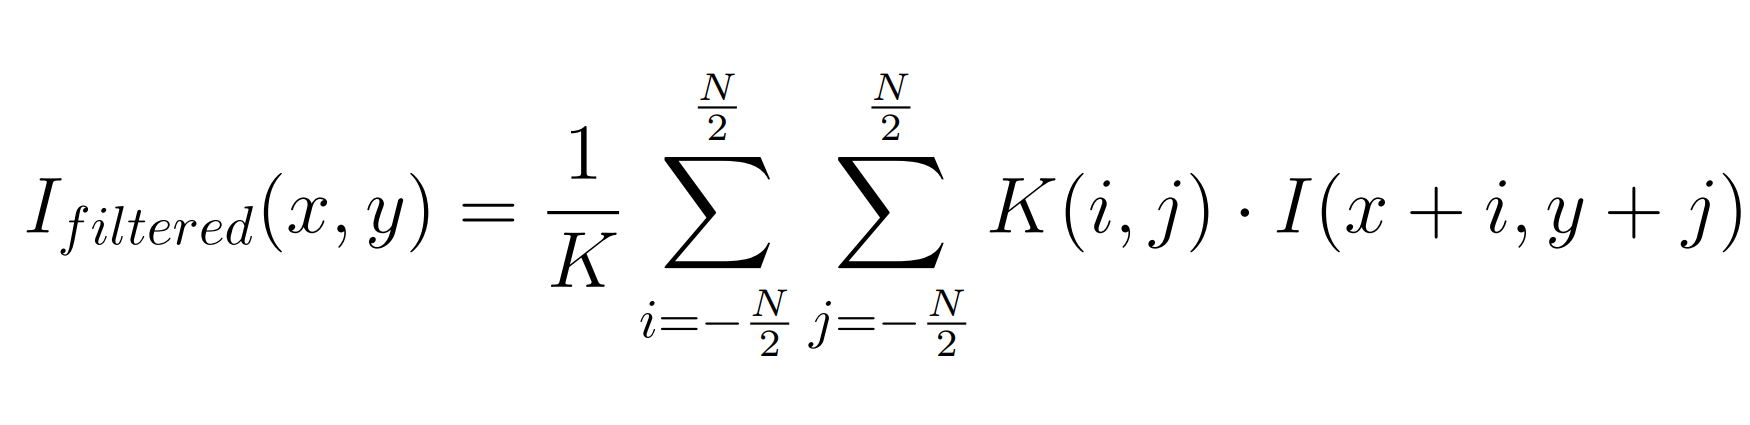 I_{filtered}(x, y) = \frac{1}{K} \sum_{i=-\frac{N}{2}}^{\frac{N}{2}} \sum_{j=-\frac{N}{2}}^{\frac{N}{2}} K(i, j) \cdot I(x + i, y + j)